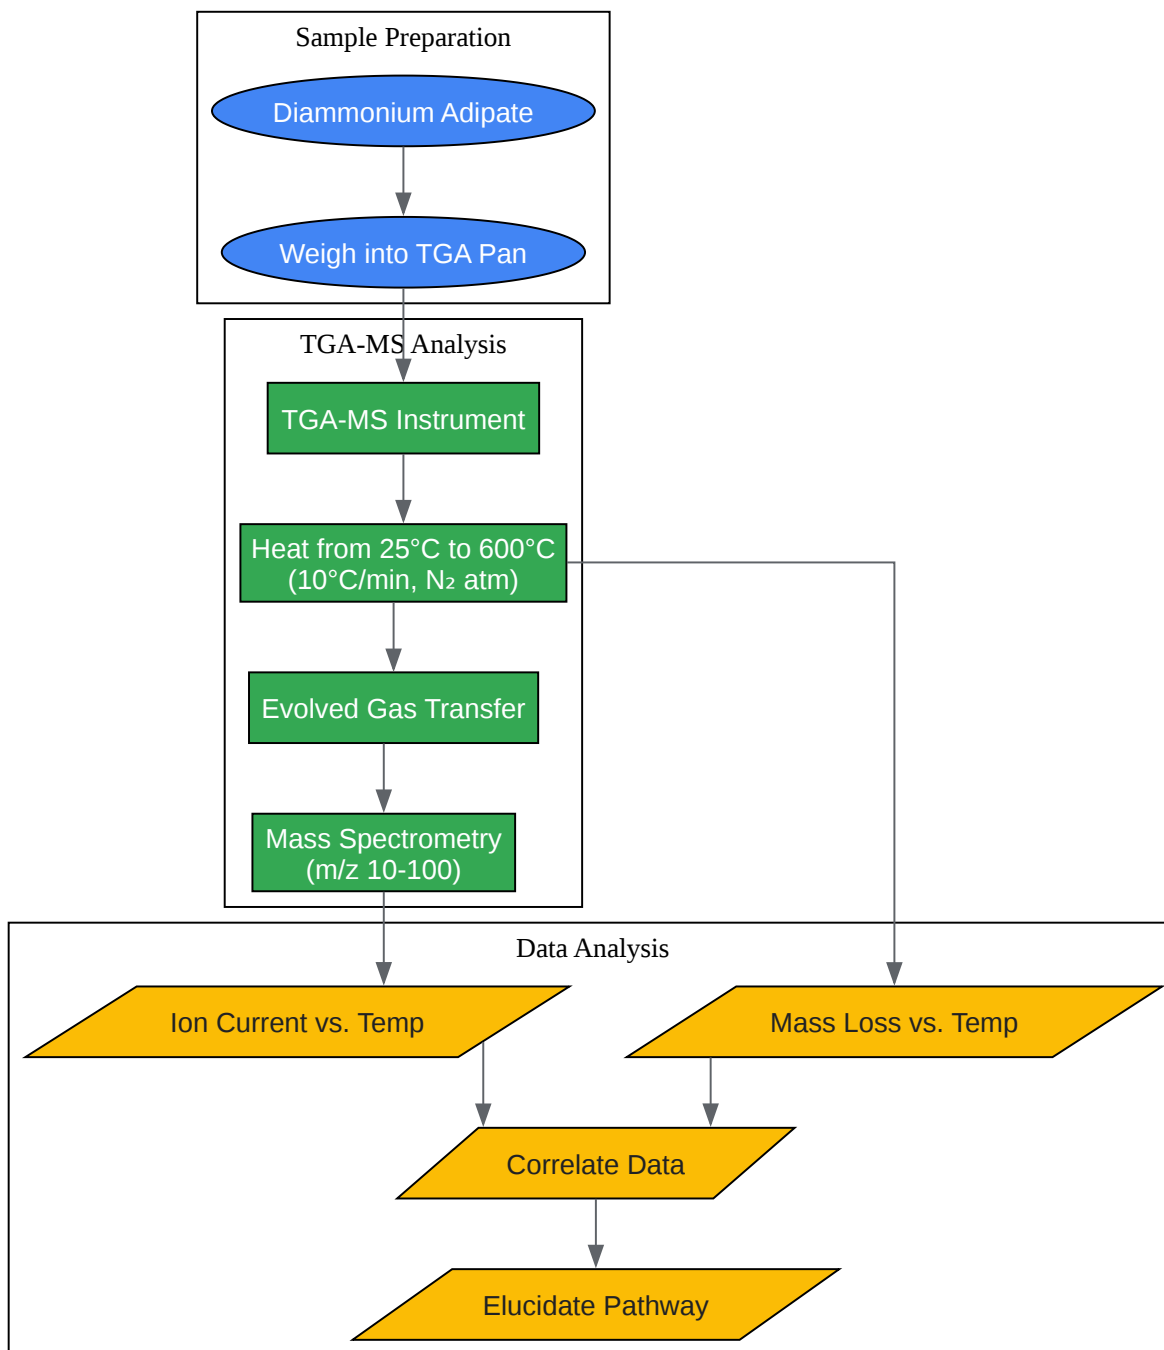 Sample Preparation
Diammonium Adipate
Weigh into TGA Pan
TGA-MS Analysis
TGA-MS Instrument
Heat from 25°C to 600°C
(10°C/min, N₂ atm)
Evolved Gas Transfer
Mass Spectrometry
(m/z 10-100)
Data Analysis
Ion Current vs. Temp
Mass Loss vs. Temp
Correlate Data
Elucidate Pathway